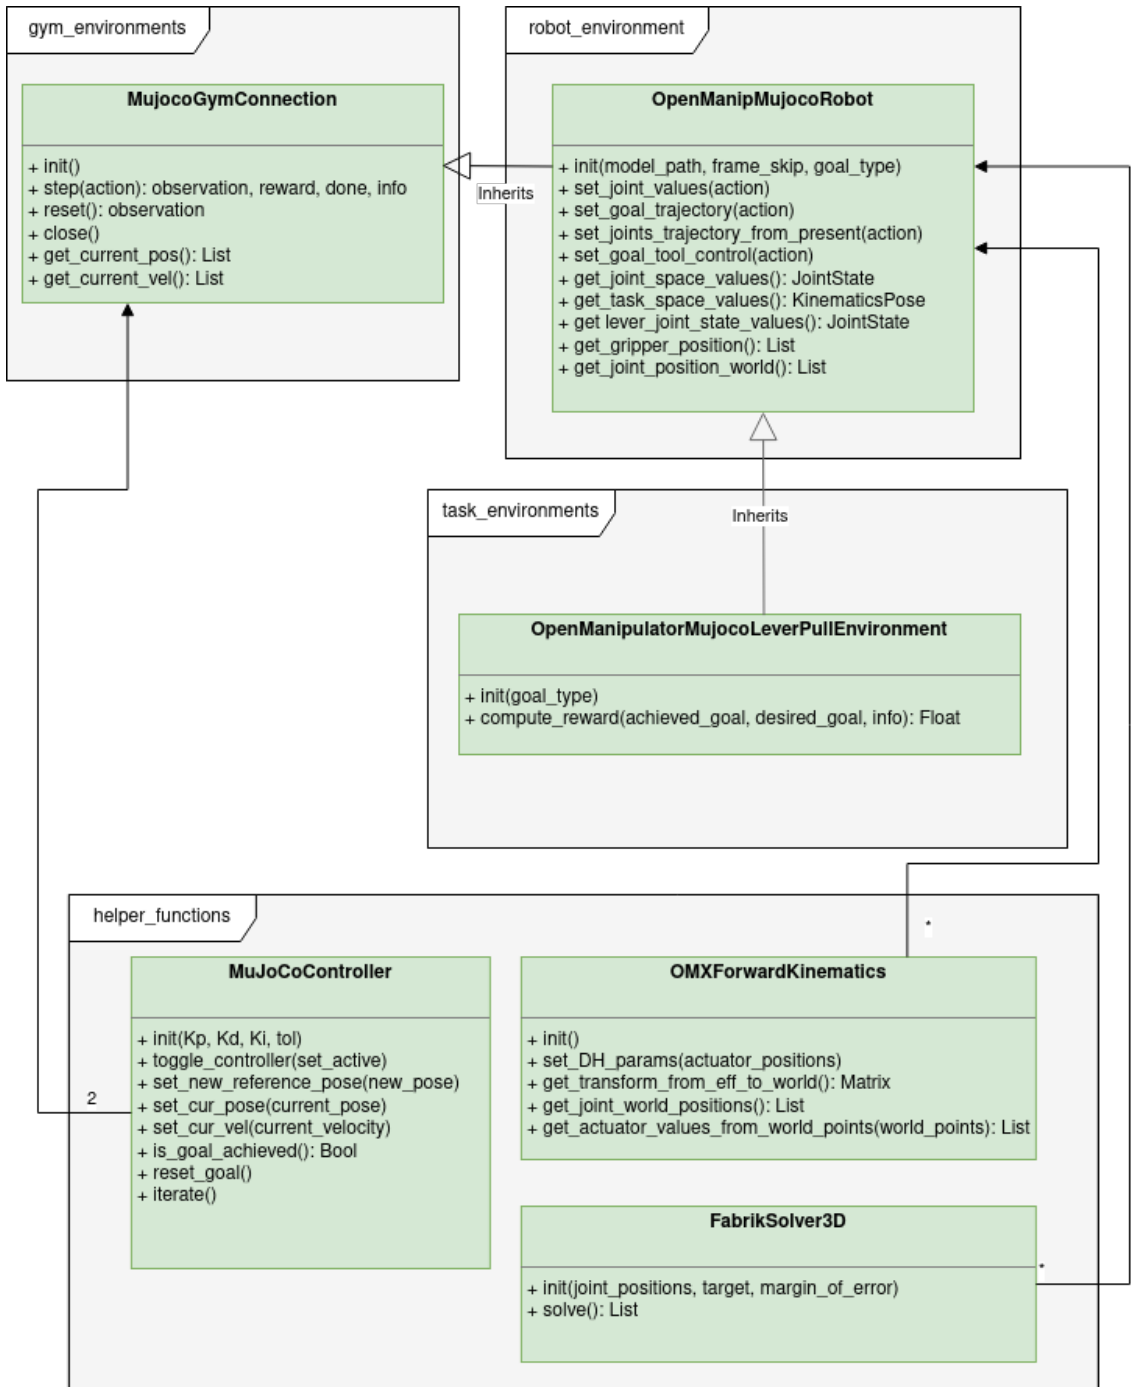 gym_environments
MujocoGymConnection
+ init()
+ step(action): observation, reward, done, info
+ reset(): observation
+ close()
+ get_current_pos(): List
+ get_current_vel(): List
Inherits
robot_environment
OpenManipMujocoRobot
+ init(model_path, frame_skip, goal_type)
+ set_joint_values(action)
+ set_goal_trajectory(action)
+ set_joints_trajectory_from_present(action)
+ set_goal_tool_control(action)
+ get_joint_space_values(): JointState
+ get_task_space_values(): KinematicsPose
+ get lever_joint_state_values(): JointState
+ get_gripper_position(): List
+ get_joint_position_world(): List
Inherits
task_environments
OpenManipulatorMujocoLeverPullEnvironment
+ init(goal_type)
+ compute_reward(achieved_goal, desired_goal, info): Float
helper_functions
MuJoCoController
+ init(Kp, Kd, Ki, tol)
+ toggle_controller(set_active)
+ set_new_reference_pose(new_pose)
+ set_cur_pose(current_pose)
+ set_cur_vel(current_velocity)
+ is_goal_achieved(): Bool
+ reset_goal()
+ iterate()
2
*
OMXForwardKinematics
+ init()
+ set_DH_params(actuator_positions)
+ get_transform_from_eff_to_world(): Matrix
+ get_joint_world_positions(): List
+ get_actuator_values_from_world_points(world_points): List
FabrikSolver3D
+ init(joint_positions, target, margin_of_error)
+ solve(): List
*